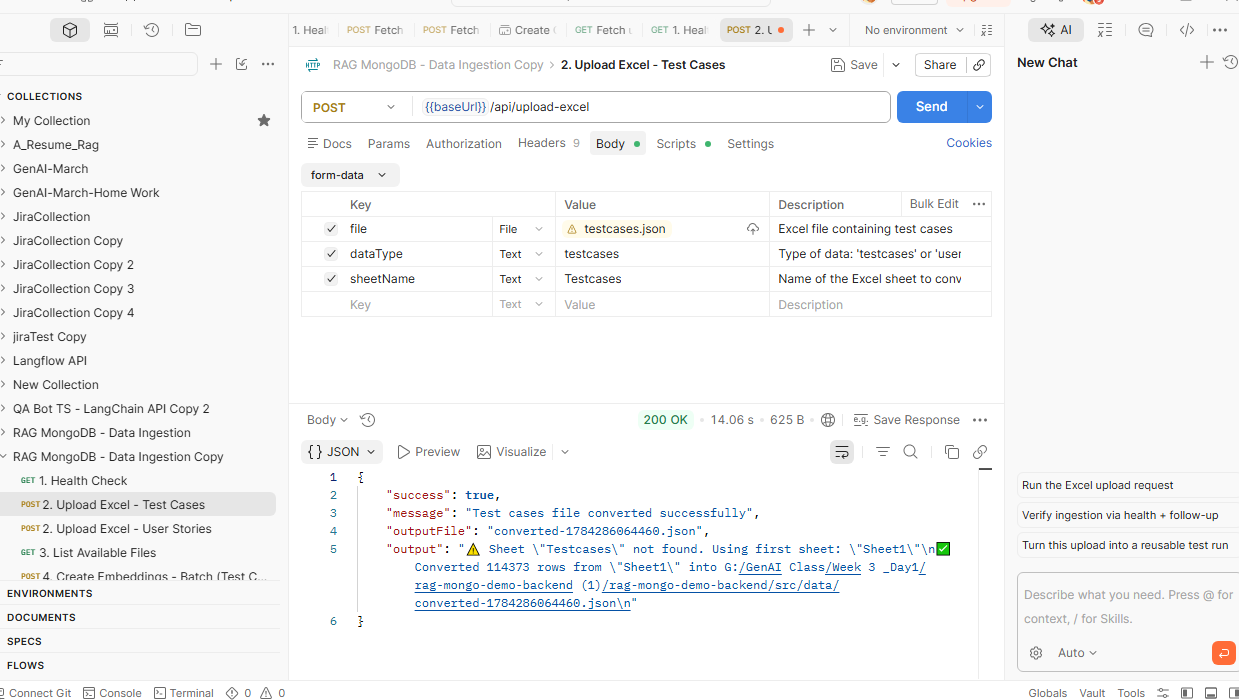 1. Heal
POST Fetch
POST Fetch
Create
GET Fetch
GET 1. Heal
POST 2. U
No environment
AI
RAG MongoDB - Data Ingestion Copy > 2. Upload Excel - Test Cases
Save
Share
New Chat
COLLECTIONS
My Collection
A_Resume_Rag
GenAI-March
GenAI-March-Home Work
JiraCollection
JiraCollection Copy
JiraCollection Copy 2
JiraCollection Copy 3
JiraCollection Copy 4
jiraTest Copy
Langflow API
New Collection
QA Bot TS - LangChain API Copy 2
RAG MongoDB - Data Ingestion
RAG MongoDB - Data Ingestion Copy
GET 1. Health Check
POST 2. Upload Excel - Test Cases
POST 2. Upload Excel - User Stories
GET 3. List Available Files
POST 4. Create Embeddings - Batch (Test C...
ENVIRONMENTS
DOCUMENTS
SPECS
FLOWS
POST {{baseUrl}} /api/upload-excel
Send
Docs Params Authorization Headers 9 Body Scripts Settings
Cookies
form-data
Key Value Description Bulk Edit
file File testcases.json Excel file containing test cases
dataType Text testcases Type of data: 'testcases' or 'user
sheetName Text Testcases Name of the Excel sheet to conv
Key Text Value Description
Body
200 OK • 14.06 s • 625 B
e.g. Save Response
{} JSON Preview Visualize
1 {
2 "success": true,
3 "message": "Test cases file converted successfully",
4 "outputFile": "converted-1784286064460.json",
5 "output": "⚠️ Sheet \"Testcases\" not found. Using first sheet: \"Sheet1\"\n✅
Converted 114373 rows from \"Sheet1\" into G:/GenAI Class/Week 3 _Day1/
rag-mongo-demo-backend (1)/rag-mongo-demo-backend/src/data/
converted-1784286064460.json\n"
6 }
Run the Excel upload request
Verify ingestion via health + follow-up
Turn this upload into a reusable test run
Describe what you need. Press @ for
context, / for Skills.
Auto
Connect Git Console Terminal 0 0
Globals Vault Tools